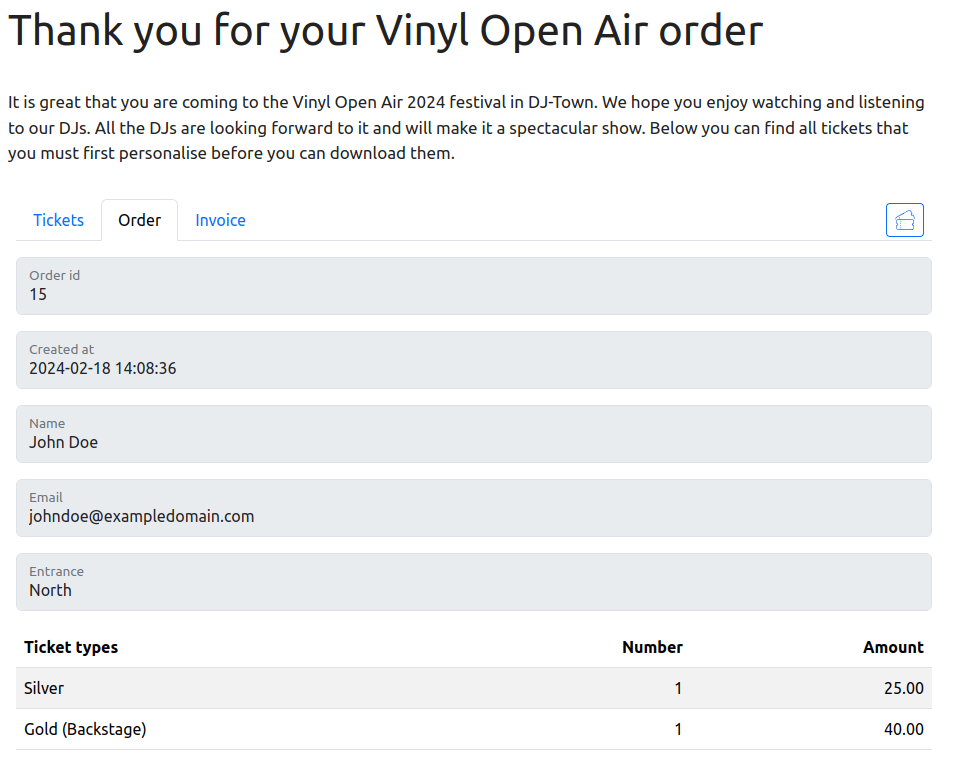 Thank you for your Vinyl Open Air order
It is great that you are coming to the Vinyl Open Air 2024 festival in DJ-Town. We hope you enjoy watching and listening
to our DJs. All the DJs are looking forward to it and will make it a spectacular show. Below you can find all tickets that
you must first personalise before you can download them.
Tickets Order Invoice
Order id
15
Created at
2024-02-18 14:08:36
Name
John Doe
Email
johndoe@exampledomain.com
Entrance
North
Ticket types Number Amount
Silver 1 25.00
Gold (Backstage) 1 40.00